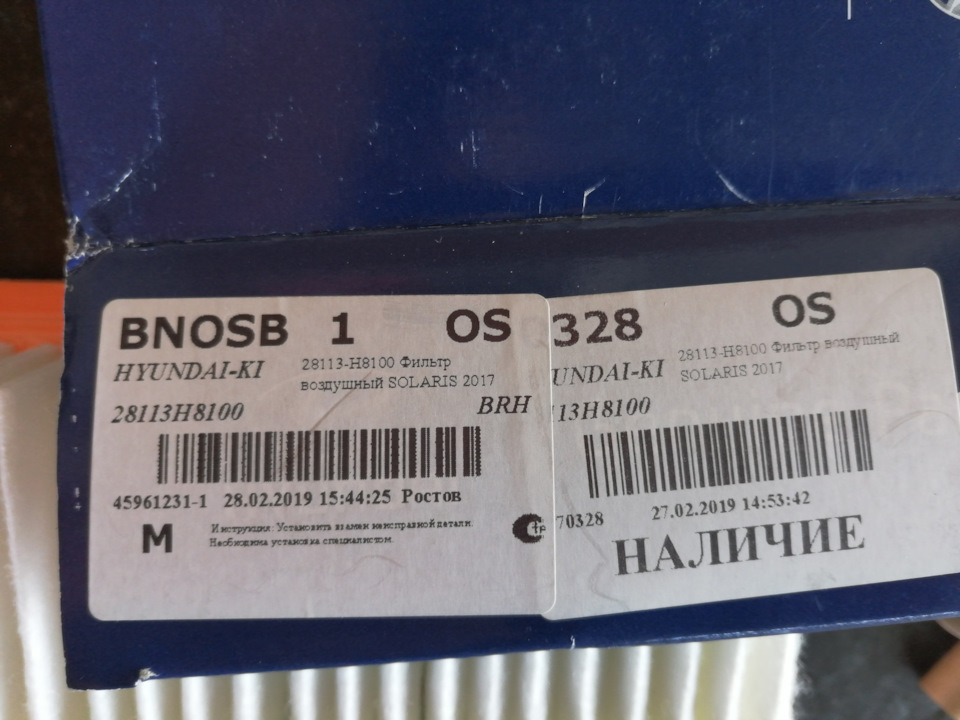 BNOSB 1 OS
HYUNDAI-KI
28113-H8100 Фильтр
воздушный SOLARIS 2017
28113H8100
BRH
45961231-1 28.02.2019 15:44:25 Ростов
M
Инструкция: Установить взамен неисправной детали.
Необходима установка специалистом.
328 OS
UNDAI-KI
28113-H8100 Фильтр воздушный
SOLARIS 2017
113H8100
70328
27.02.2019 14:53:42
НАЛИЧИЕ